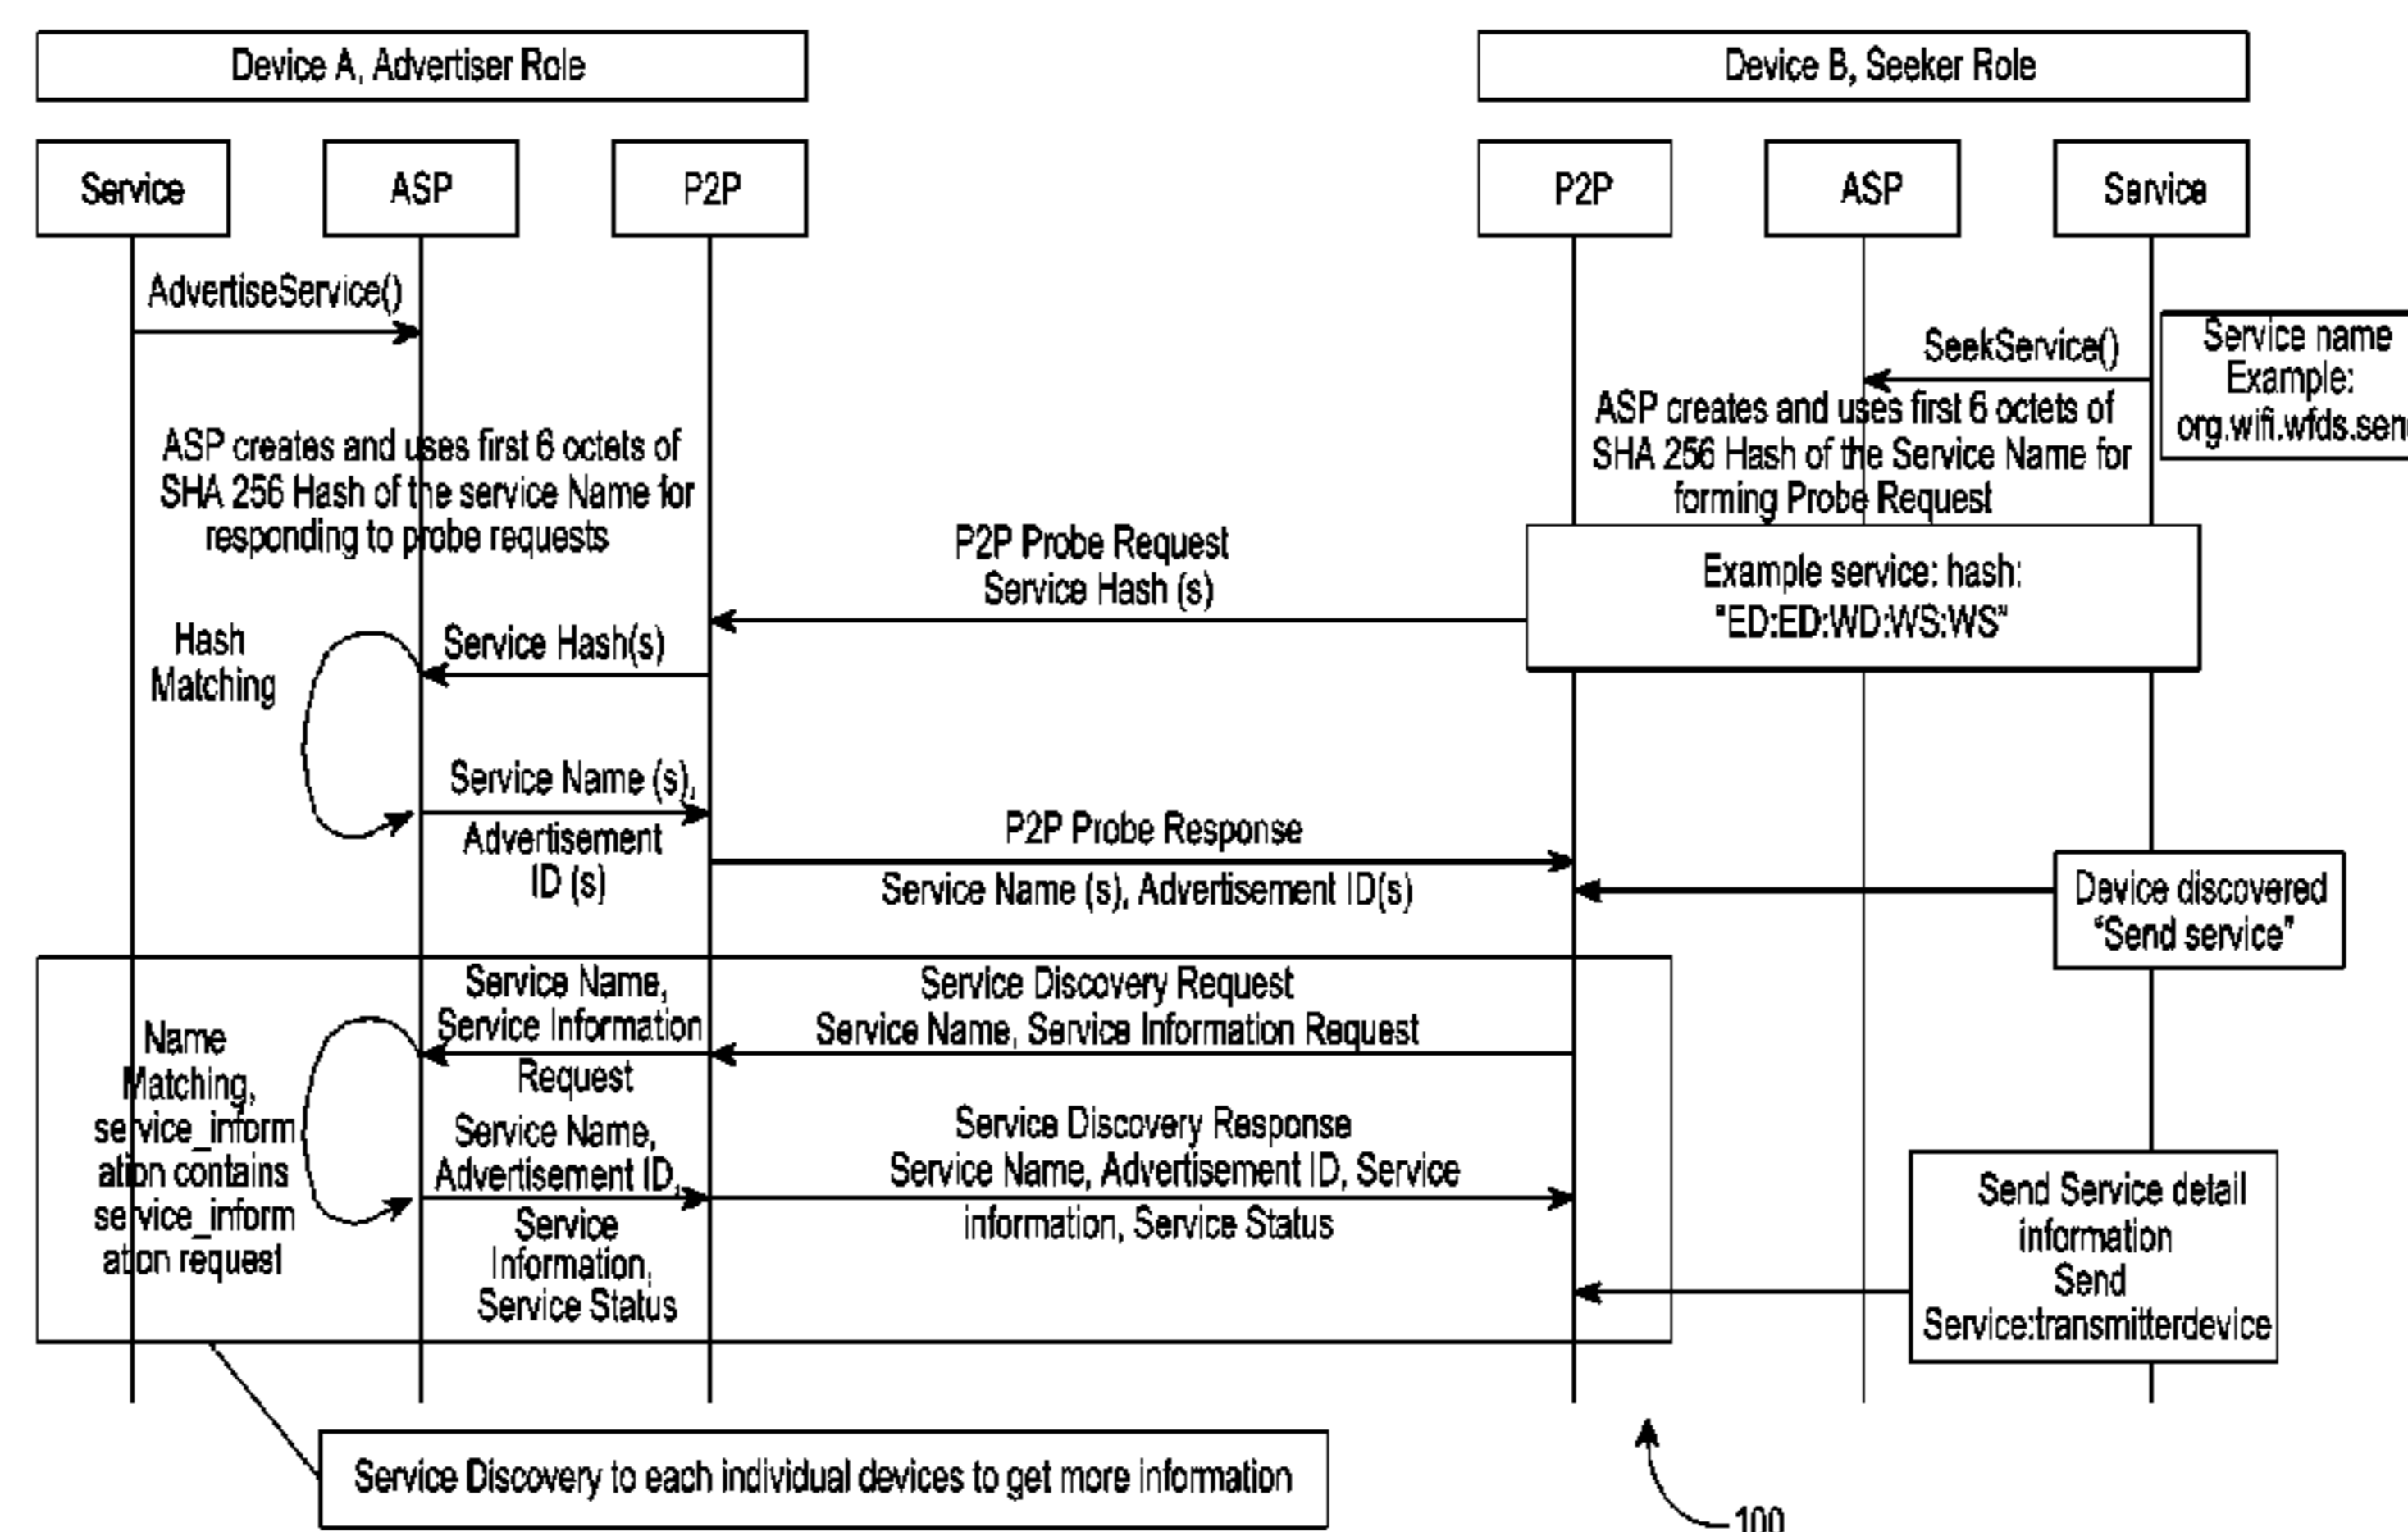 Device A, Advertiser Role
Device B, Seeker Role
Service
ASP
P2P
P2P
ASP
Service
AdvertiseService()
SeekService()
Service name
Example:
org.wifi.wfds.send
ASP creates and uses first 6 octets of
SHA 256 Hash of the service Name for
responding to probe requests
ASP creates and uses first 6 octets of
SHA 256 Hash of the Service Name for
forming Probe Request
P2P Probe Request
Service Hash (s)
Example service: hash:
"ED:ED:WD:WS:WS"
Hash
Matching
Service Hash(s)
Service Name (s),
Advertisement
ID (s)
P2P Probe Response
Service Name (s), Advertisement ID(s)
Device discovered
"Send service"
Name
Matching,
service_inform
ation contains
service_inform
ation request
Service Name,
Service Information
Request
Service Discovery Request
Service Name, Service Information Request
Service Name,
Advertisement ID,
Service
Information,
Service Status
Service Discovery Response
Service Name, Advertisement ID, Service
information, Service Status
Send Service detail
information
Send
Service:transmitterdevice
Service Discovery to each individual devices to get more information
100